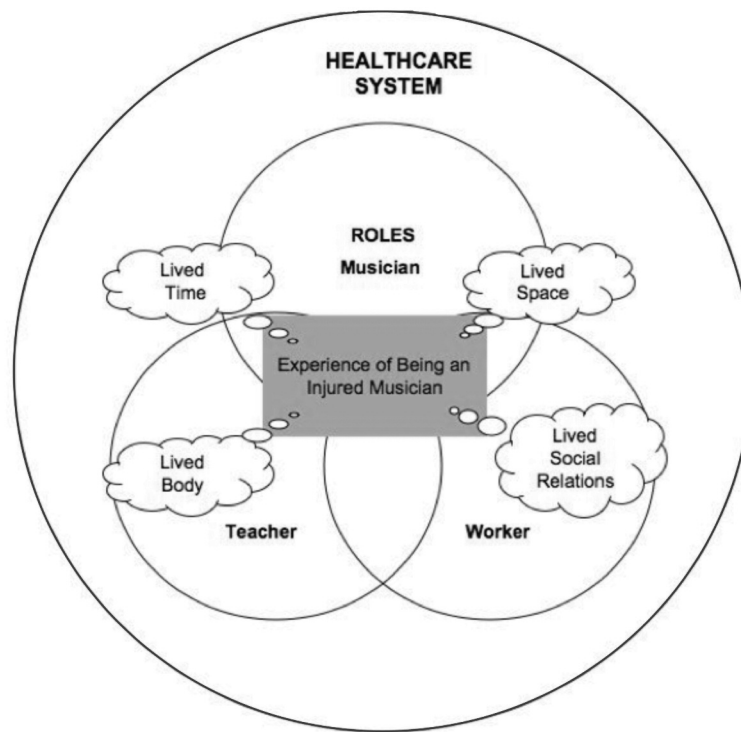 HEALTHCARE
SYSTEM
ROLES
Musician
Lived
Time
Lived
Space
Experience of Being an
Injured Musician
Lived
Body
Lived
Social
Relations
Teacher
Worker